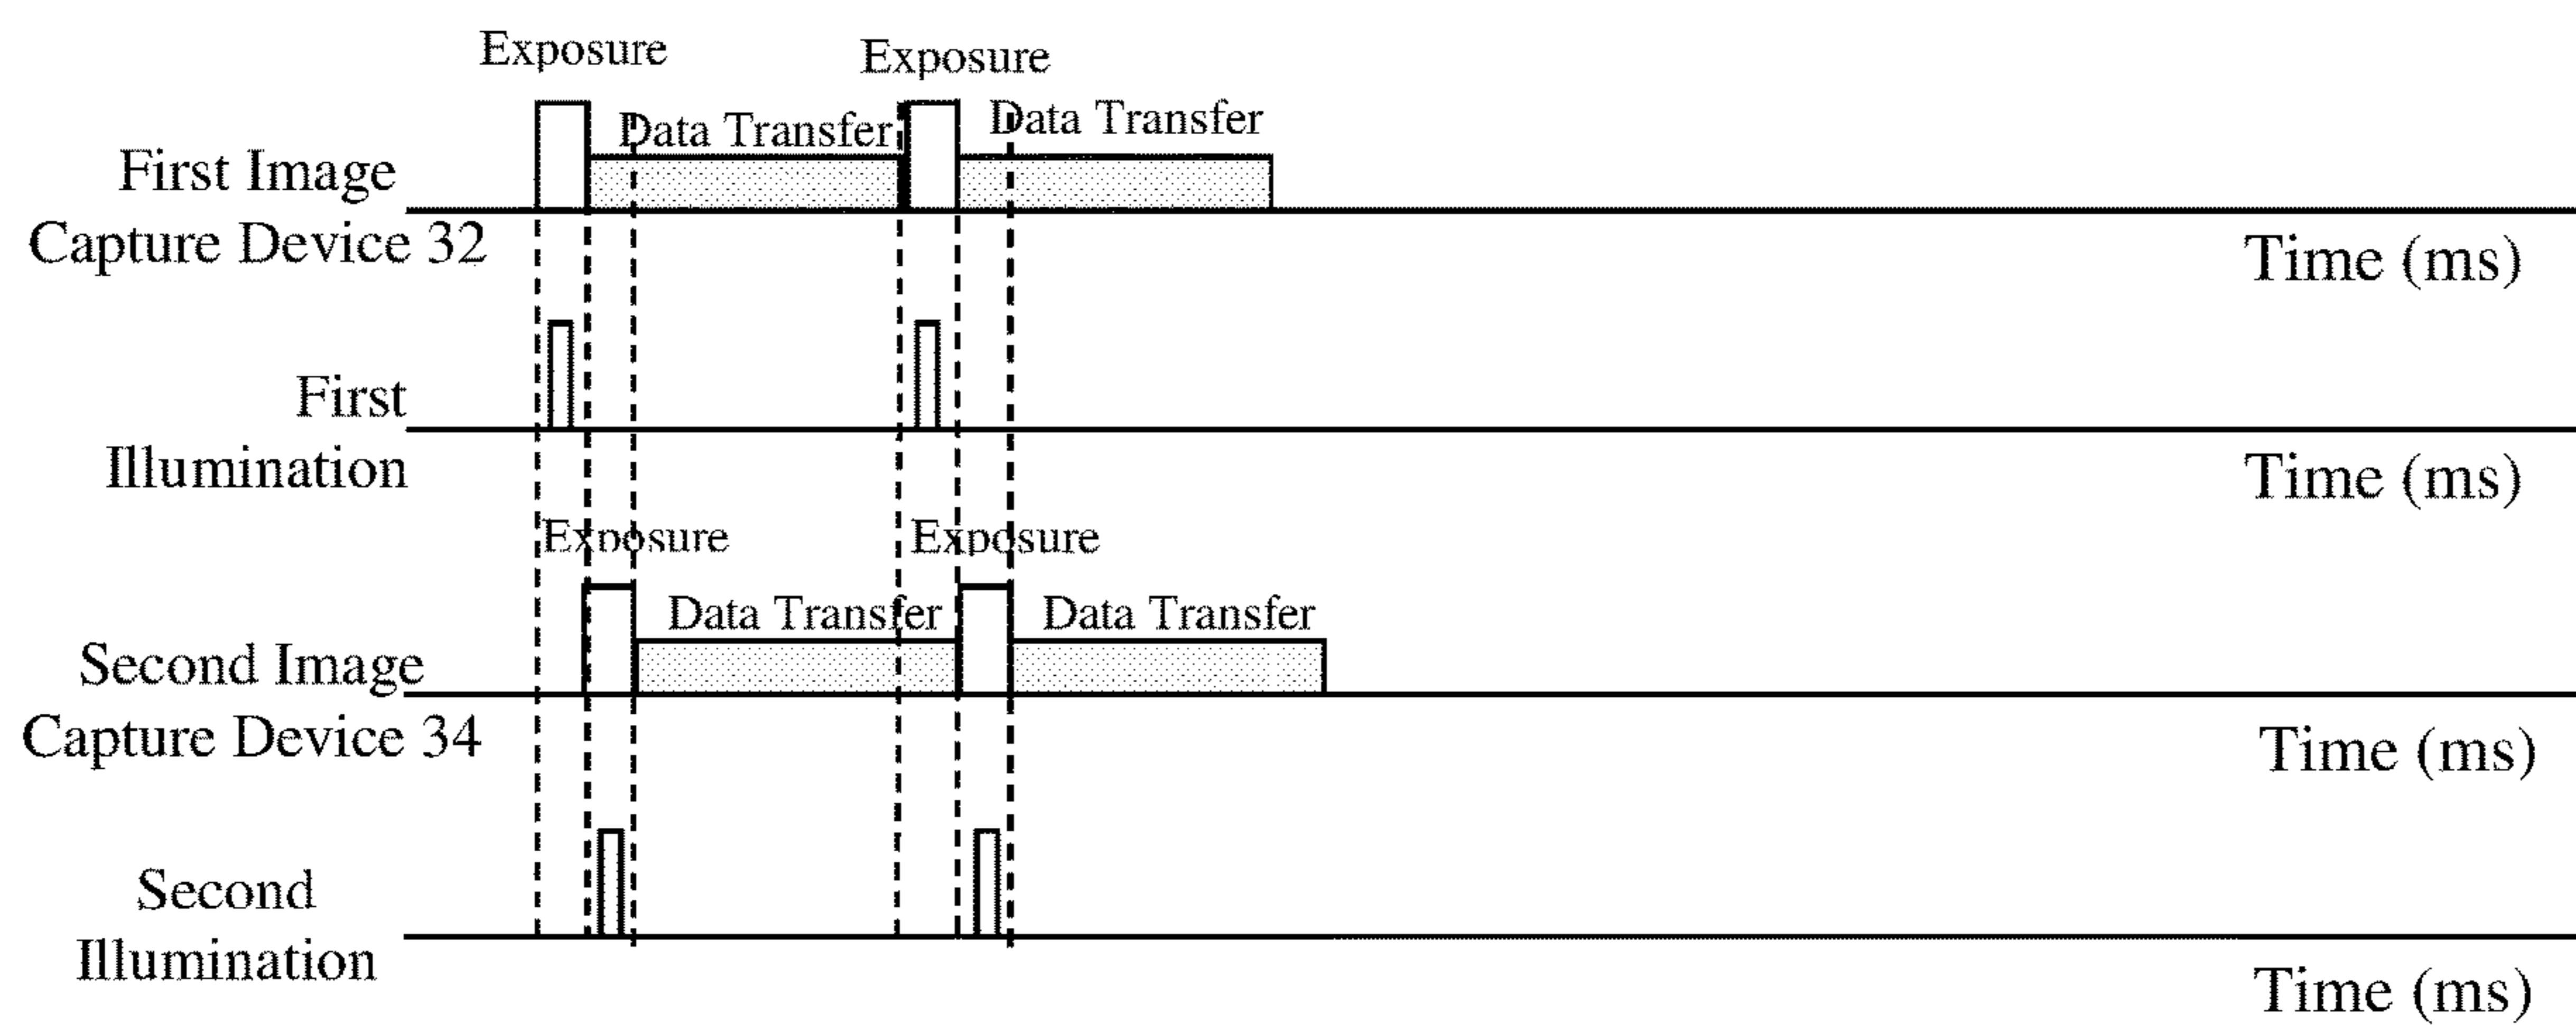 Exposure
Exposure
Data Transfer
Data Transfer
First Image
Capture Device 32
Time (ms)
First
Illumination
Time (ms)
Exposure
Exposure
Data Transfer
Data Transfer
Second Image
Capture Device 34
Time (ms)
Second
Illumination
Time (ms)